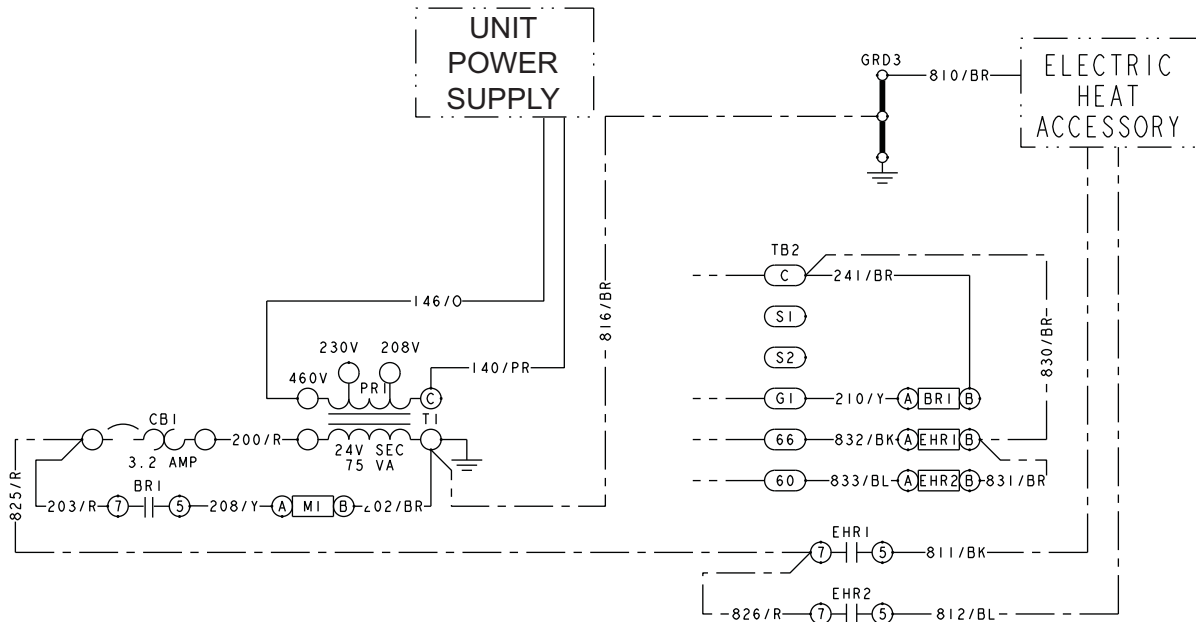 UNIT
POWER
SUPPLY
GRD3
810/BR
ELECTRIC
HEAT
ACCESSORY
TB2
C
241/BR
146/O
816/BR
830/BR
S1
S2
230V
208V
140/PR
460V
PR1
C
G1
210/Y
A
BR1
B
CB1
T1
200/R
24V SEC
75 VA
66
832/BK
A
EHR1
B
3.2 AMP
60
833/BL
A
EHR2
B
831/BR
825/R
BR1
203/R
7
5
208/Y
A
M1
B
02/BR
EHR1
7
5
811/BK
EHR2
826/R
7
5
812/BL